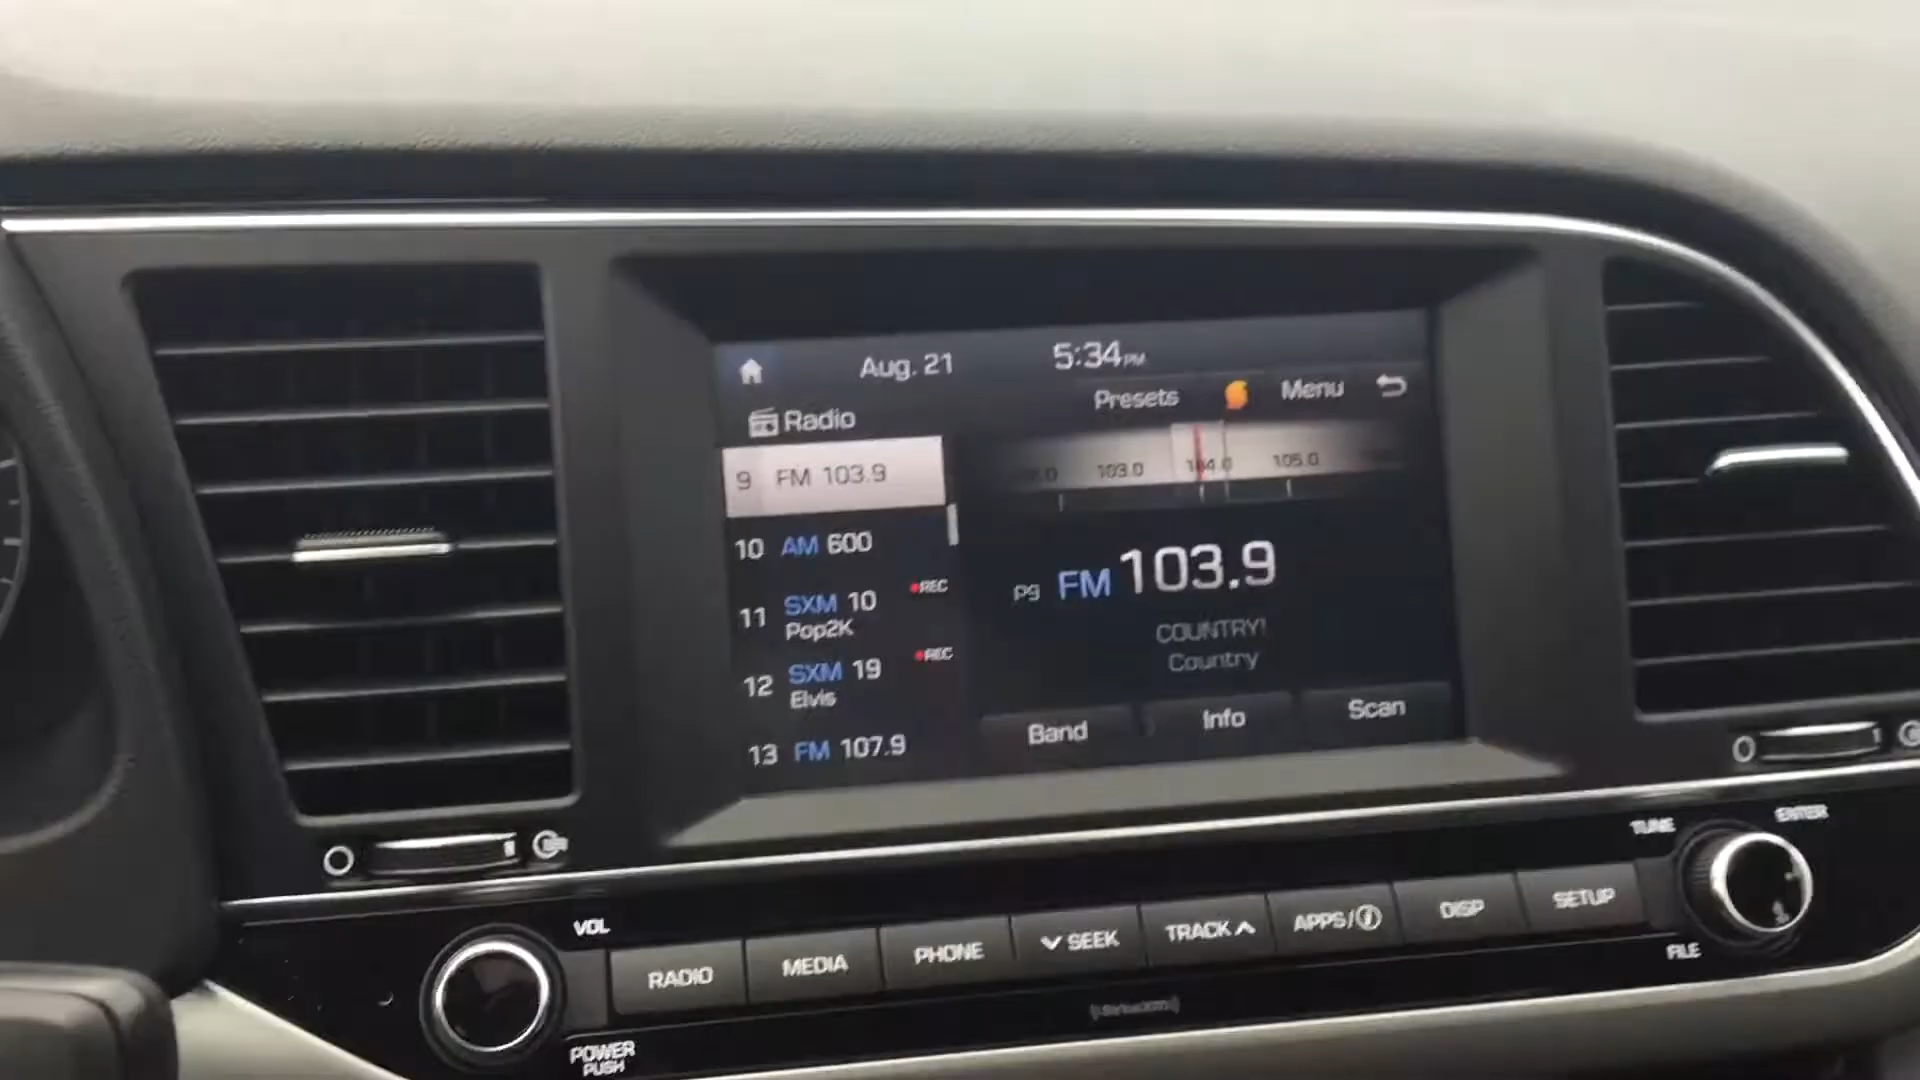 Aug. 21
5:34PM
Radio
Presets
Menu
9 FM 103.9
10 AM 600
11 SXM 10
REC
Pop2K
12 SXM 19
REC
Elvis
13 FM 107.9
103.0 104.0 105.0
FM 103.9
COUNTRY!
Country
Band
Info
Scan
VOL
POWER
PUSH
RADIO
MEDIA
PHONE
SEEK
TRACK
APPS/i
DISP
SETUP
TUNE
ENTER
FILE